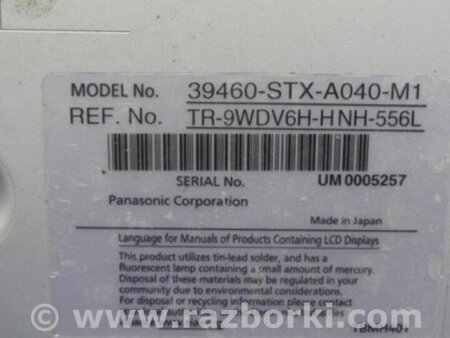 MODEL No. 39460-STX-A040-M1
REF. No. TR-9WDV6H-HNH-556L
SERIAL No. UM0005257
Panasonic Corporation
Made in Japan
Language for Manuals of Products Containing LCD Displays
This product utilizes tin-lead solder, and has a
fluorescent lamp containing a small amount of mercury.
Disposal of these materials may be regulated in your
community due to environmental considerations.
For disposal or recycling information please contact
www.razborki.com